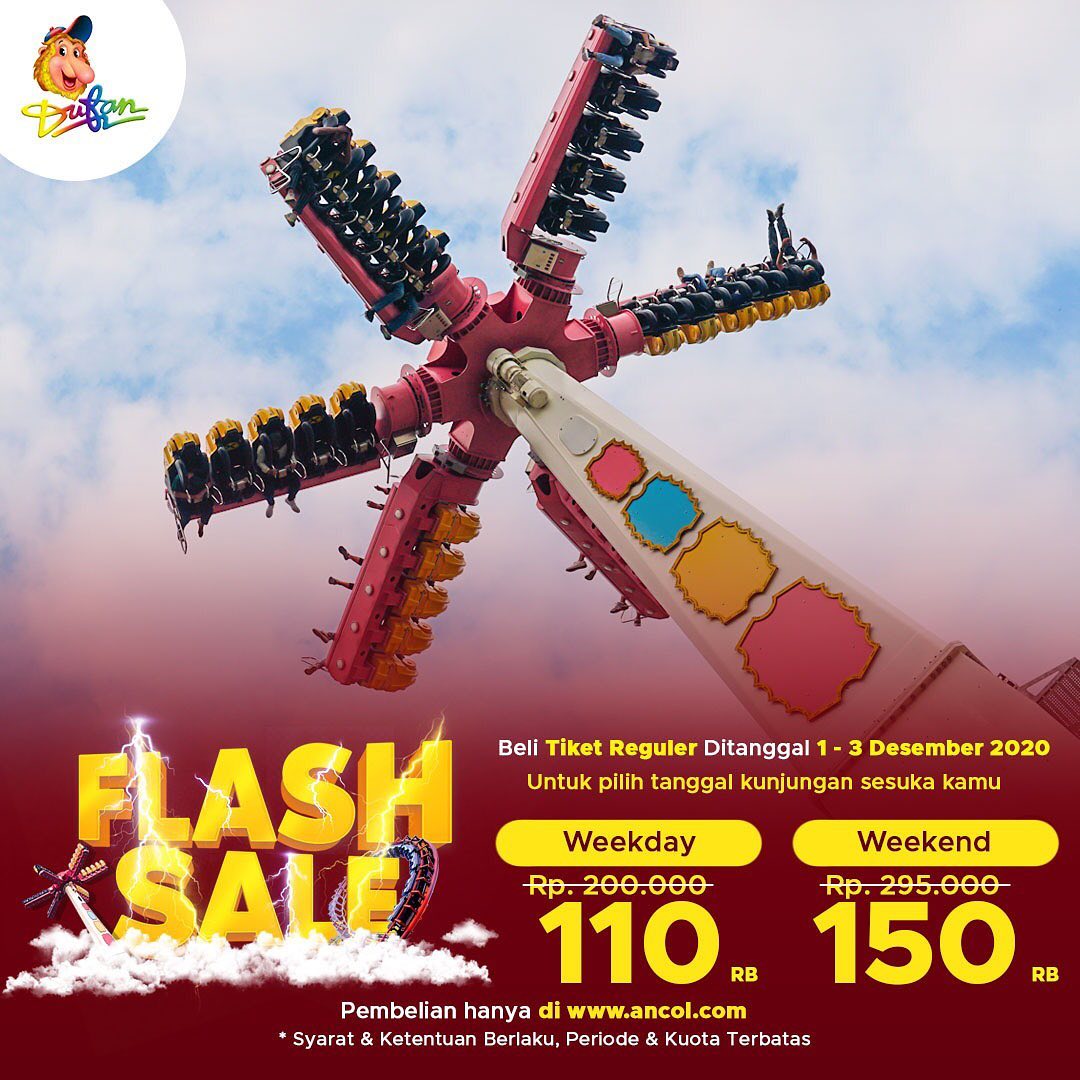 Dufan
FLASH
SALE
Beli Tiket Reguler Ditanggal 1 - 3 Desember 2020
Untuk pilih tanggal kunjungan sesuka kamu
Weekday
Rp. 200.000
110 RB
Weekend
Rp. 295.000
150 RB
Pembelian hanya di www.ancol.com
* Syarat & Ketentuan Berlaku, Periode & Kuota Terbatas